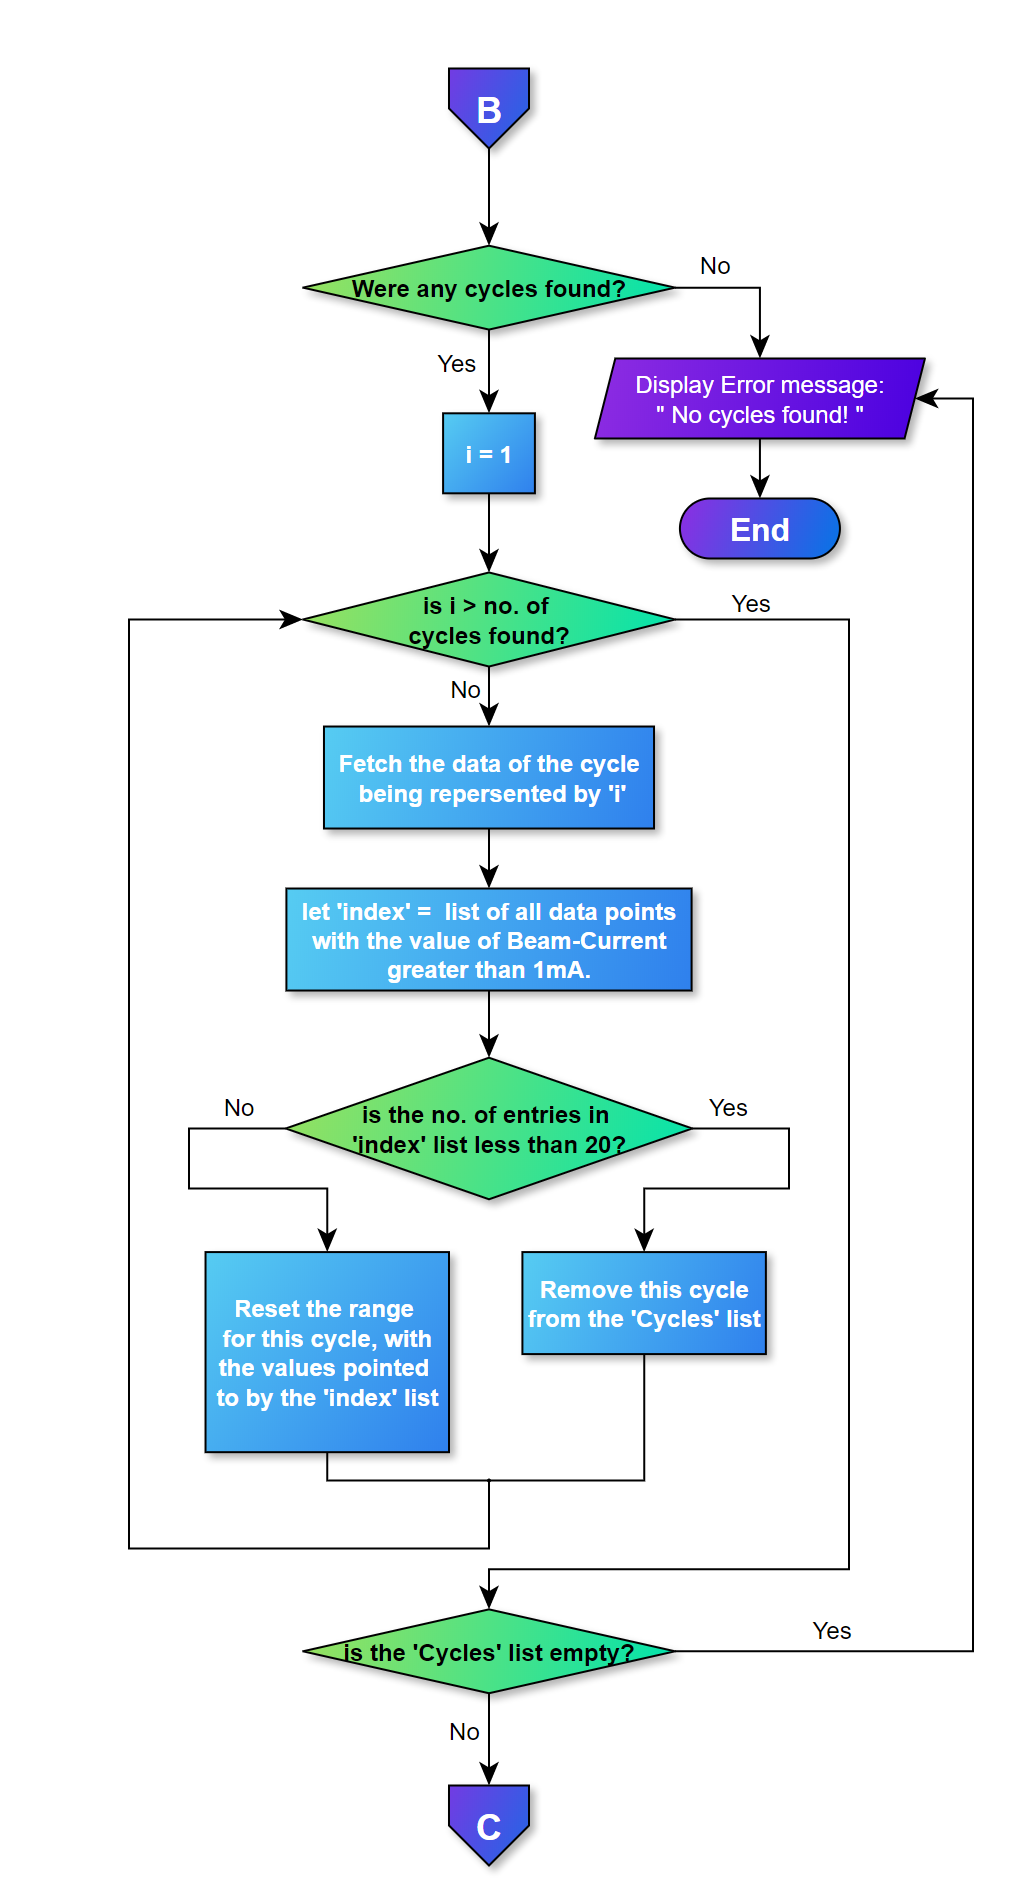 B
Were any cycles found?
No
Yes
Display Error message:
" No cycles found! "
i = 1
End
is i > no. of
cycles found?
Yes
No
Fetch the data of the cycle
being repersented by 'i'
let 'index' =  list of all data points
with the value of Beam-Current
greater than 1mA.
is the no. of entries in
'index' list less than 20?
No
Yes
Reset the range
for this cycle, with
the values pointed
to by the 'index' list
Remove this cycle
from the 'Cycles' list
is the 'Cycles' list empty?
Yes
No
C